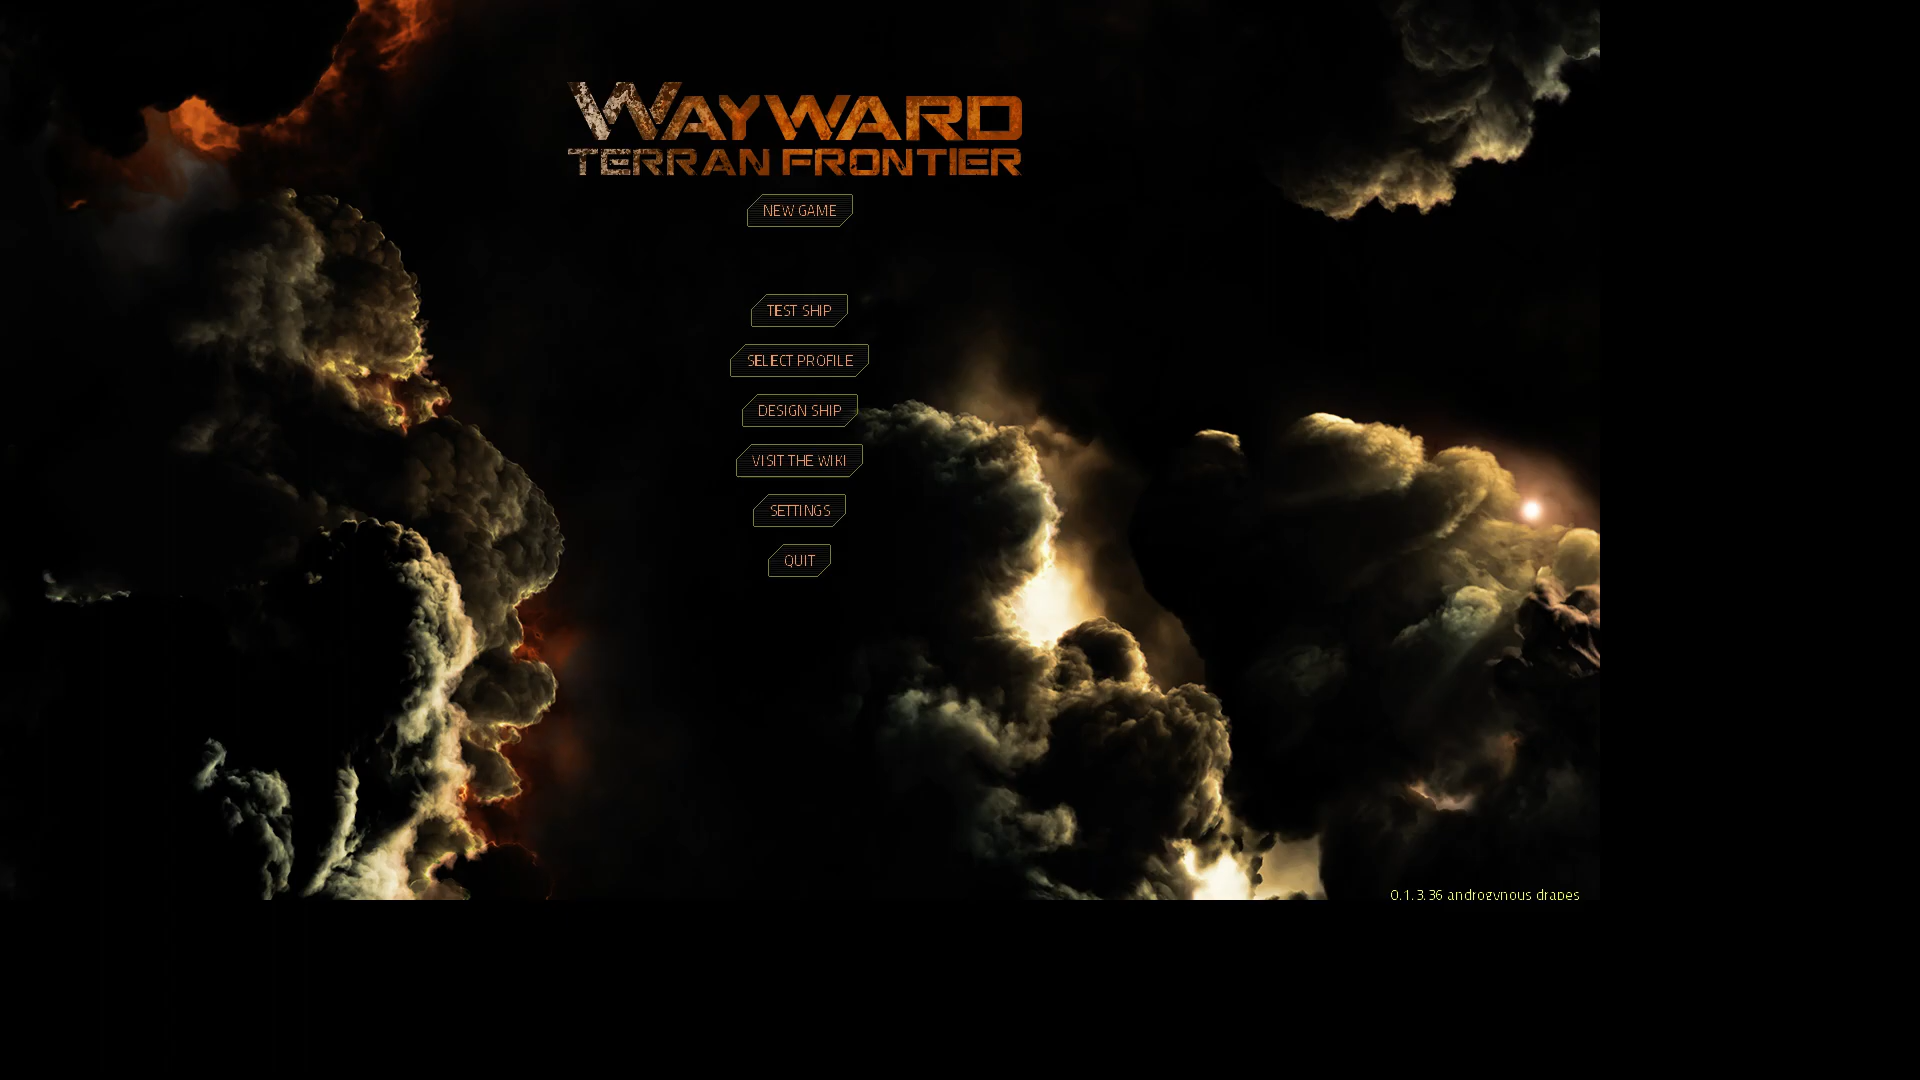 WAYWARD
TERRAN FRONTIER
NEW GAME
TEST SHIP
SELECT PROFILE
DESIGN SHIP
VISIT THE WIKI
SETTINGS
QUIT
0.1.3.36 androgynous drapes